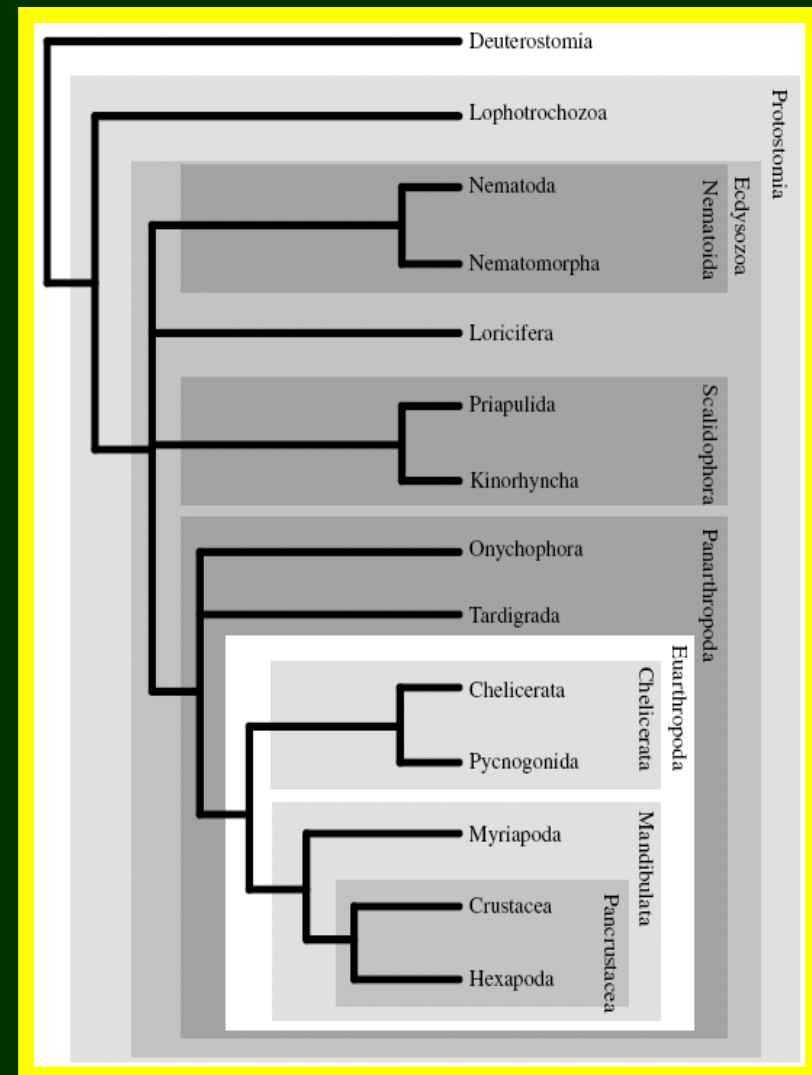 Deuterostomia
Lophotrochozoa
Protostomia
Nematoda
Nematomorpha
Nematoida
Ecdysozoa
Loricifera
Priapulida
Kinorhyncha
Scalidophora
Onychophora
Tardigrada
Panarthropoda
Euarthropoda
Chelicerata
Pycnogonida
Chelicerata
Myriapoda
Mandibulata
Crustacea
Hexapoda
Pancrustacea